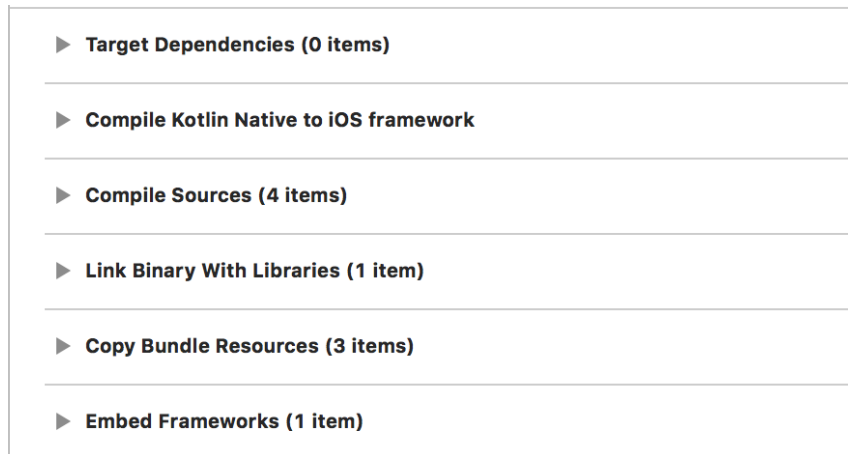 Target Dependencies (0 items)
Compile Kotlin Native to iOS framework
Compile Sources (4 items)
Link Binary With Libraries (1 item)
Copy Bundle Resources (3 items)
Embed Frameworks (1 item)